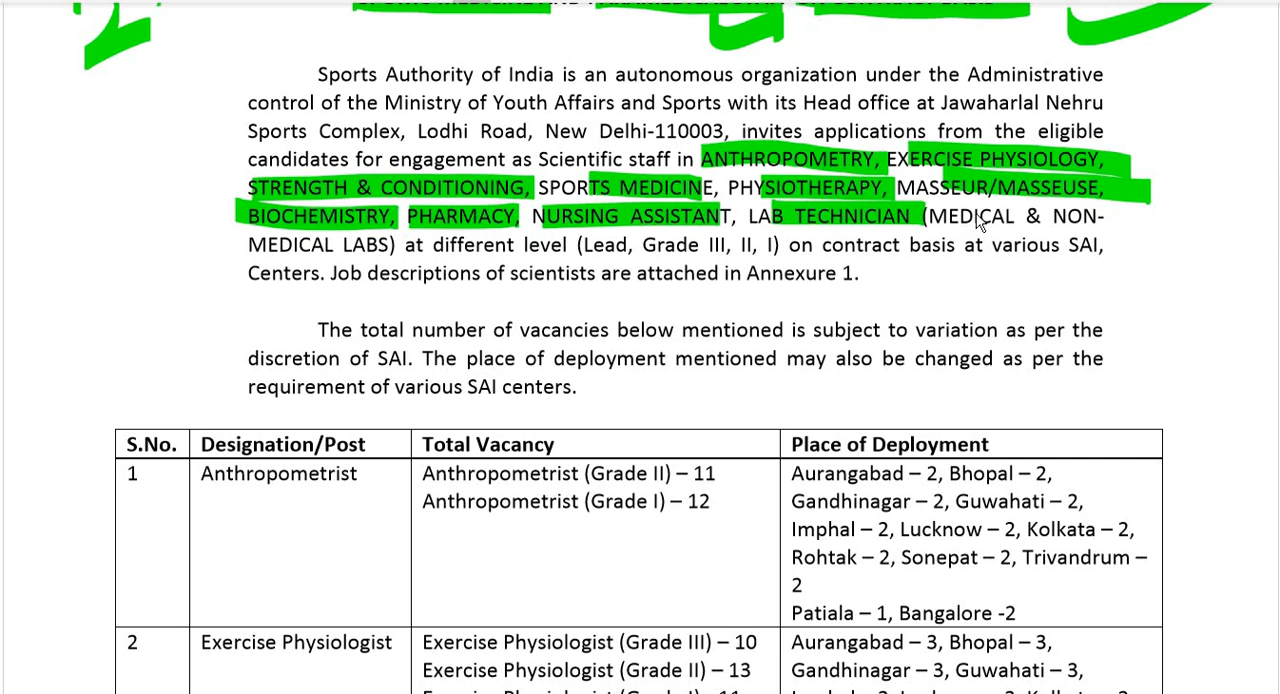 Sports Authority of India is an autonomous organization under the Administrative
control of the Ministry of Youth Affairs and Sports with its Head office at Jawaharlal Nehru
Sports Complex, Lodhi Road, New Delhi-110003, invites applications from the eligible
candidates for engagement as Scientific staff in ANTHROPOMETRY, EXERCISE PHYSIOLOGY,
STRENGTH & CONDITIONING, SPORTS MEDICINE, PHYSIOTHERAPY, MASSEUR/MASSEUSE,
BIOCHEMISTRY, PHARMACY, NURSING ASSISTANT, LAB TECHNICIAN (MEDICAL & NON-
MEDICAL LABS) at different level (Lead, Grade III, II, I) on contract basis at various SAI,
Centers. Job descriptions of scientists are attached in Annexure 1.
The total number of vacancies below mentioned is subject to variation as per the
discretion of SAI. The place of deployment mentioned may also be changed as per the
requirement of various SAI centers.
S.No. Designation/Post Total Vacancy Place of Deployment
1 Anthropometrist Anthropometrist (Grade II) – 11 Aurangabad – 2, Bhopal – 2,
Anthropometrist (Grade I) – 12 Gandhinagar – 2, Guwahati – 2,
Imphal – 2, Lucknow – 2, Kolkata – 2,
Rohtak – 2, Sonepat – 2, Trivandrum –
2
Patiala – 1, Bangalore -2
2 Exercise Physiologist Exercise Physiologist (Grade III) – 10 Aurangabad – 3, Bhopal – 3,
Exercise Physiologist (Grade II) – 13 Gandhinagar – 3, Guwahati – 3,